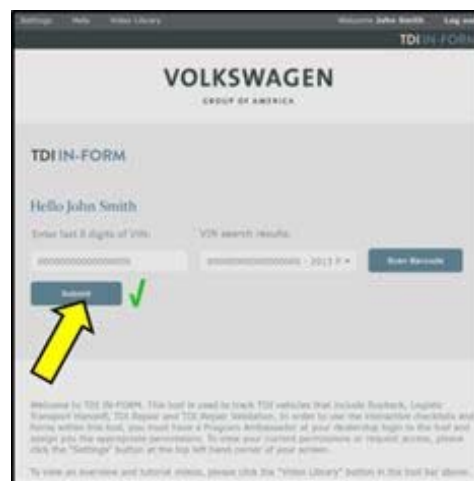 Settings Help Video Library Welcome John Smith Log out
TDI IN-FORM
VOLKSWAGEN
GROUP OF AMERICA
TDI IN-FORM
Hello John Smith
Enter last 8 digits of VIN: VIN search results:
Scan Barcode
Submit
Welcome to TDI IN-FORM. This tool is used to track TDI vehicles that include Buyback, Logistic
Transport Handoff, TDI Repair and TDI Repair Validation. In order to use the interactive checklists and
forms within this tool, you must have a Program Ambassador at your dealership login to the tool and
assign you the appropriate permissions. To view your current permissions or request access, please
click the "Settings" button at the top left hand corner of your screen.
To view an overview and tutorial videos, please click the "Video Library" button in the tool bar above.